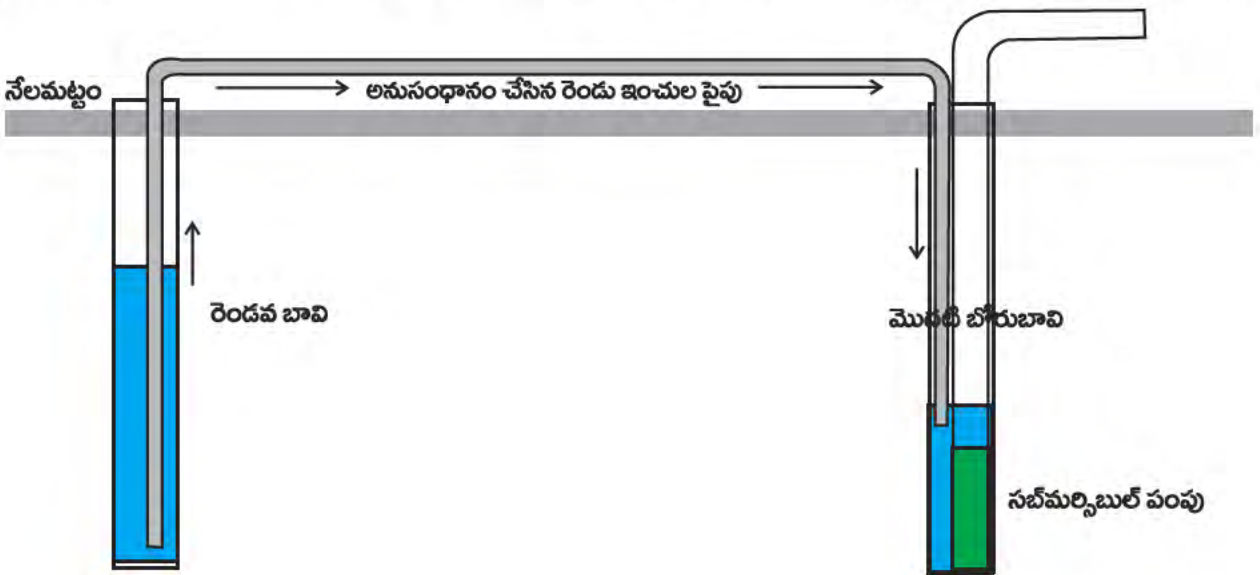 నేలమట్టం
అనుసంధానం చేసిన రెండు ఇంచుల పైపు
రెండవ బావి
మొదటి బోరుబావి
సబ్‌మర్సిబుల్ పంపు